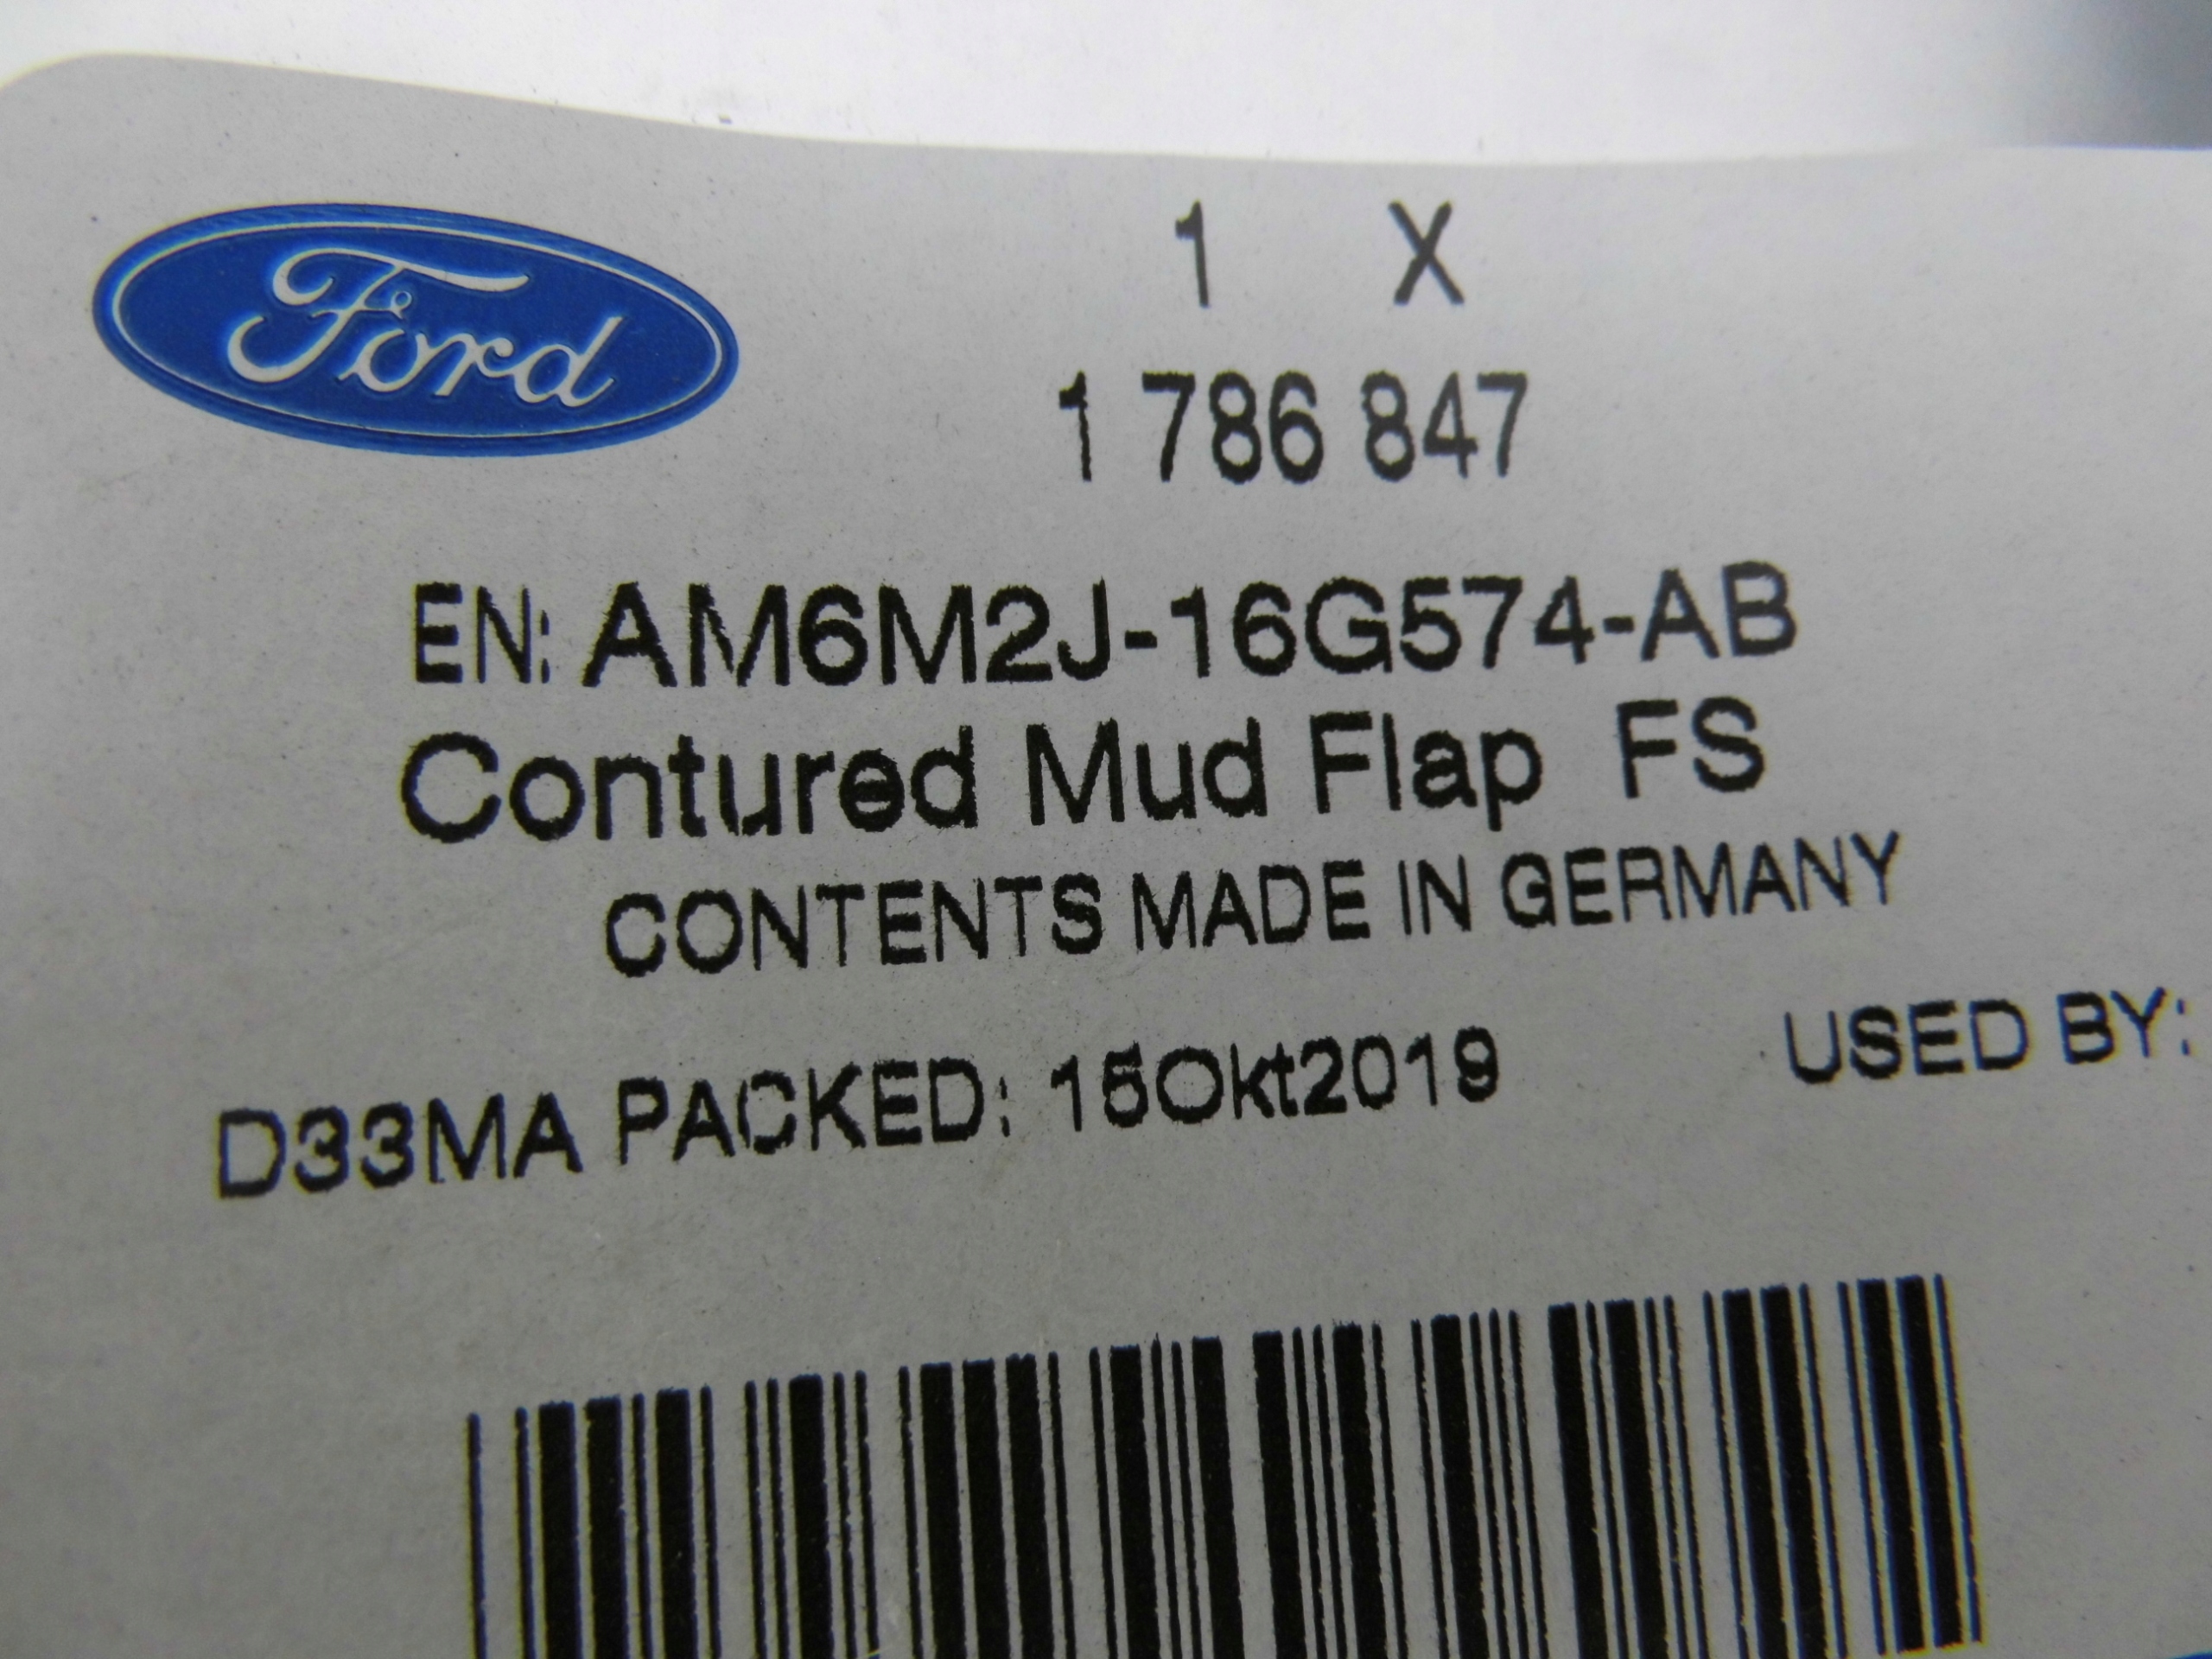 Ford
1 X
1 786 847
EN: AM6M2J-16G574-AB
Contured Mud Flap FS
CONTENTS MADE IN GERMANY
D33MA PACKED: 15Okt2019 USED BY: